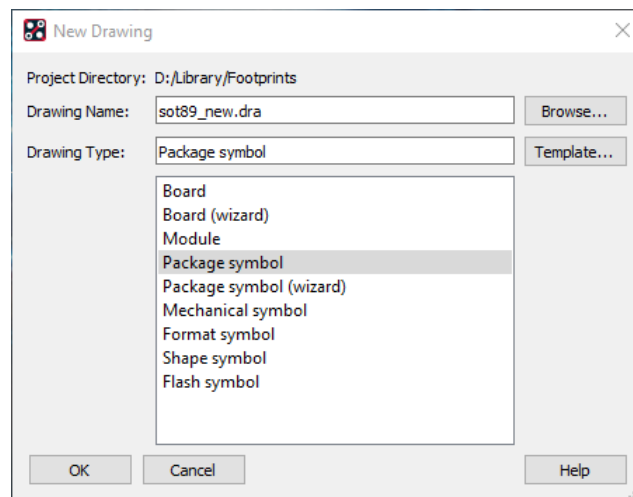 New Drawing
Project Directory: D:/Library/Footprints
Drawing Name: sot89_new.dra Browse...
Drawing Type: Package symbol Template...
Board
Board (wizard)
Module
Package symbol
Package symbol (wizard)
Mechanical symbol
Format symbol
Shape symbol
Flash symbol
OK Cancel Help